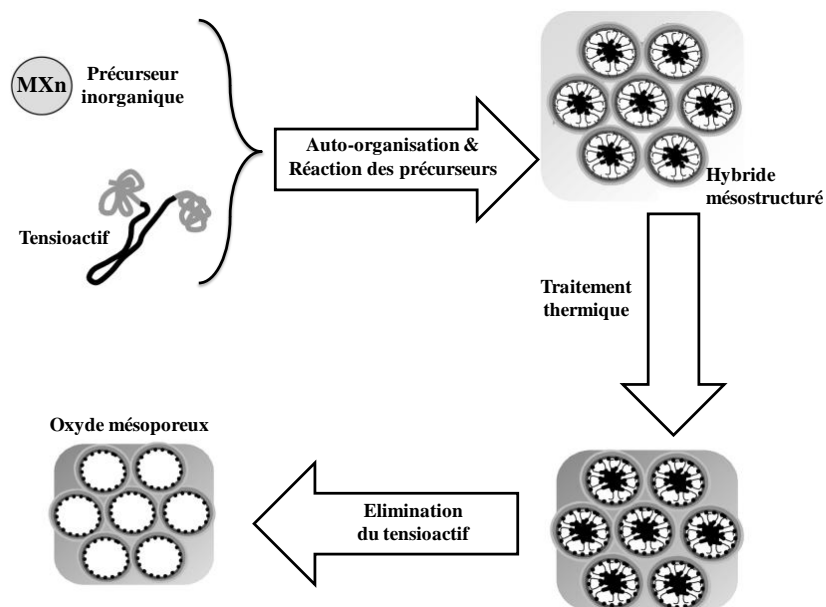 MXn
Précurseur
inorganique
Tensioactif
Auto-organisation &
Réaction des précurseurs
Hybride
mésostructuré
Traitement
thermique
Elimination
du tensioactif
Oxyde mésoporeux